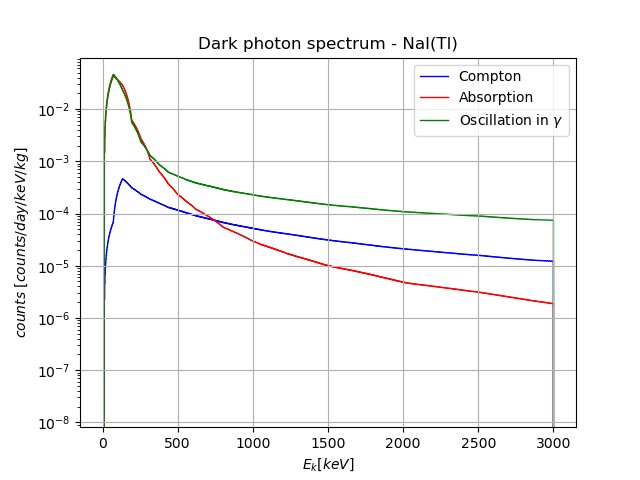 Dark photon spectrum - NaI(Tl)
Compton
Absorption
Oscillation in γ
10⁻²
10⁻³
10⁻⁴
10⁻⁵
10⁻⁶
10⁻⁷
10⁻⁸
counts [counts/day/keV/kg]
0 500 1000 1500 2000 2500 3000
E_k[keV]